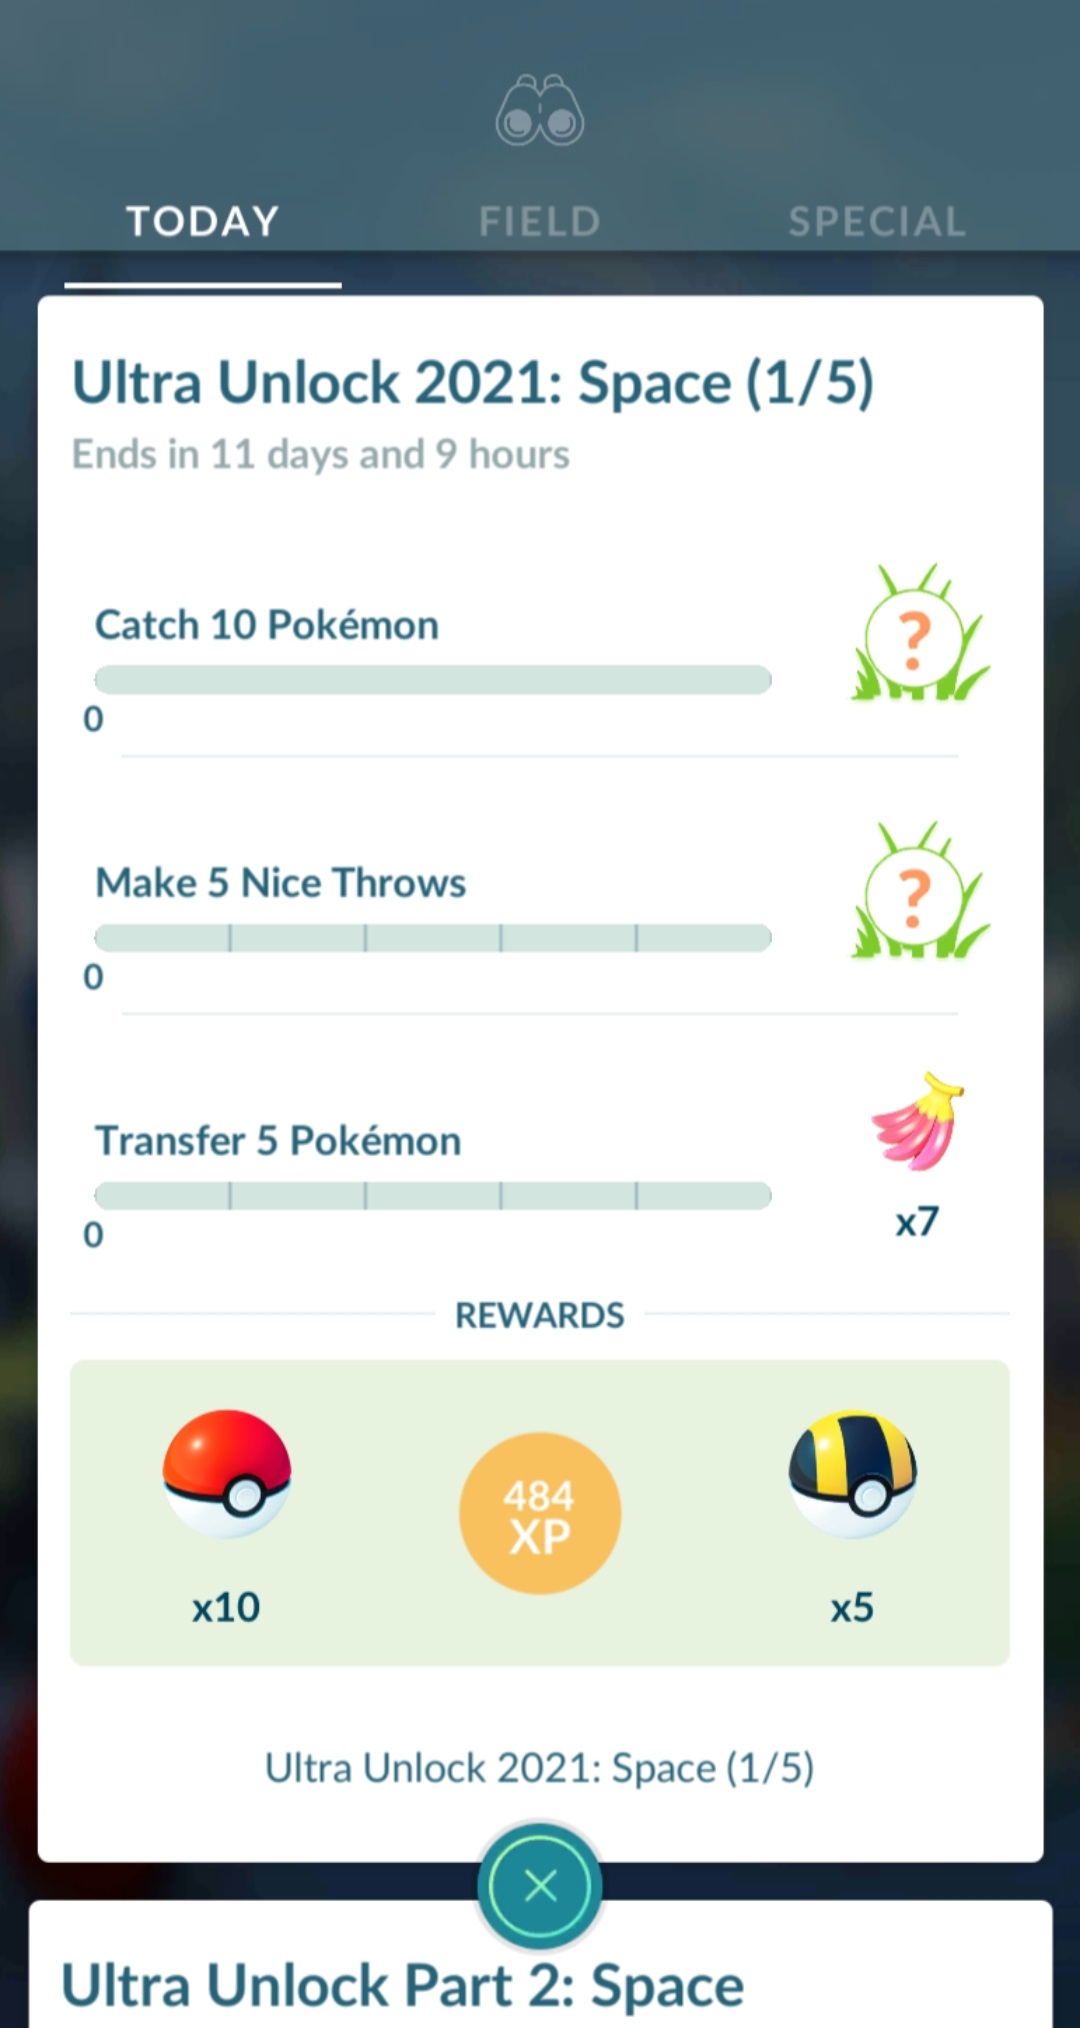 TODAY
FIELD
SPECIAL
Ultra Unlock 2021: Space (1/5)
Ends in 11 days and 9 hours
Catch 10 Pokémon
?
0
Make 5 Nice Throws
?
0
Transfer 5 Pokémon
0
x7
REWARDS
484
XP
x10
x5
Ultra Unlock 2021: Space (1/5)
Ultra Unlock Part 2: Space